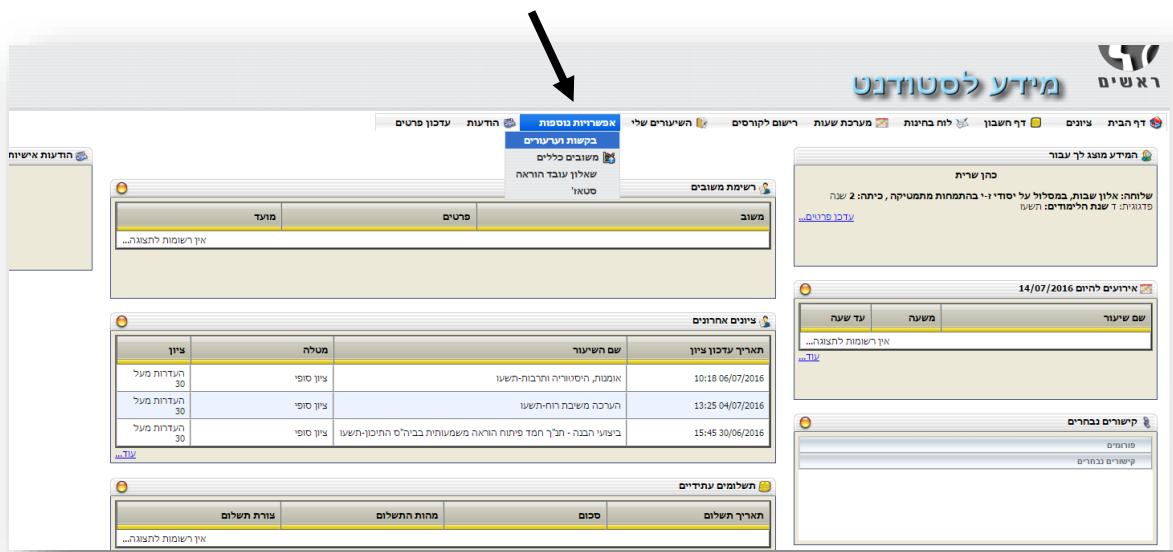 ראשים
מידע לסטודנט
דף הבית ציונים דף חשבון לוח בחינות מערכת שעות רישום לקורסים השיעורים שלי אפשרויות נוספות הודעות עדכון פרטים
בקשות וערעורים
משובים כללים
שאלון עובד הוראה
סטאז'
המידע מוצג לך עבור
כהן שרית
שלוחה: אלון שבות, במסלול על יסודי ז-י בהתמחות מתמטיקה , כיתה: 2 שנה
פדגוגית: ד שנת הלימודים: תשעו
עדכן פרטים...
אירועים להיום 14/07/2016
שם שיעור משעה עד שעה
אין רשומות לתצוגה...
עוד...
קישורים נבחרים
פורומים
קישורים נבחרים
רשימת משובים
משוב פרטים מועד
אין רשומות לתצוגה...
ציונים אחרונים
תאריך עדכון ציון שם השיעור מטלה ציון
10:18 06/07/2016 אומנות, היסטוריה ותרבות-תשעו ציון סופי העדרות מעל
30
13:25 04/07/2016 הערכה משיבת רוח-תשעו ציון סופי העדרות מעל
30
15:45 30/06/2016 ביצועי הבנה - תנ"ך חמד פיתוח הוראה משמעותית בביה"ס התיכון-תשעו ציון סופי העדרות מעל
30
עוד...
תשלומים עתידיים
תאריך תשלום סכום מהות התשלום צורת תשלום
אין רשומות לתצוגה...
הודעות אישיות